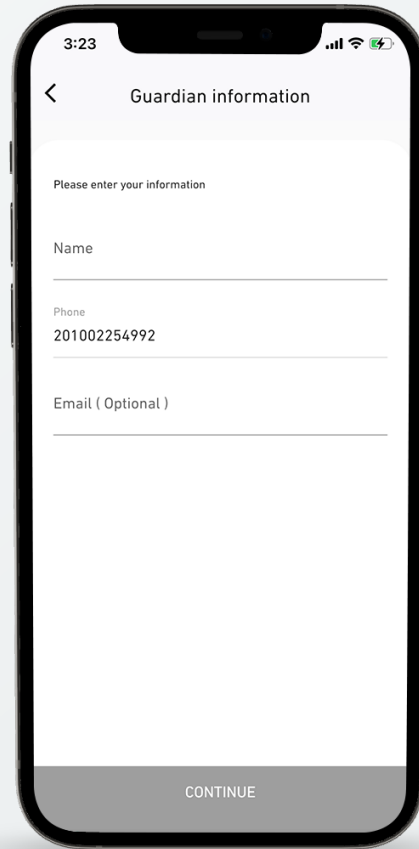 3:23
Guardian information
Please enter your information
Name
Phone
201002254992
Email ( Optional )
CONTINUE